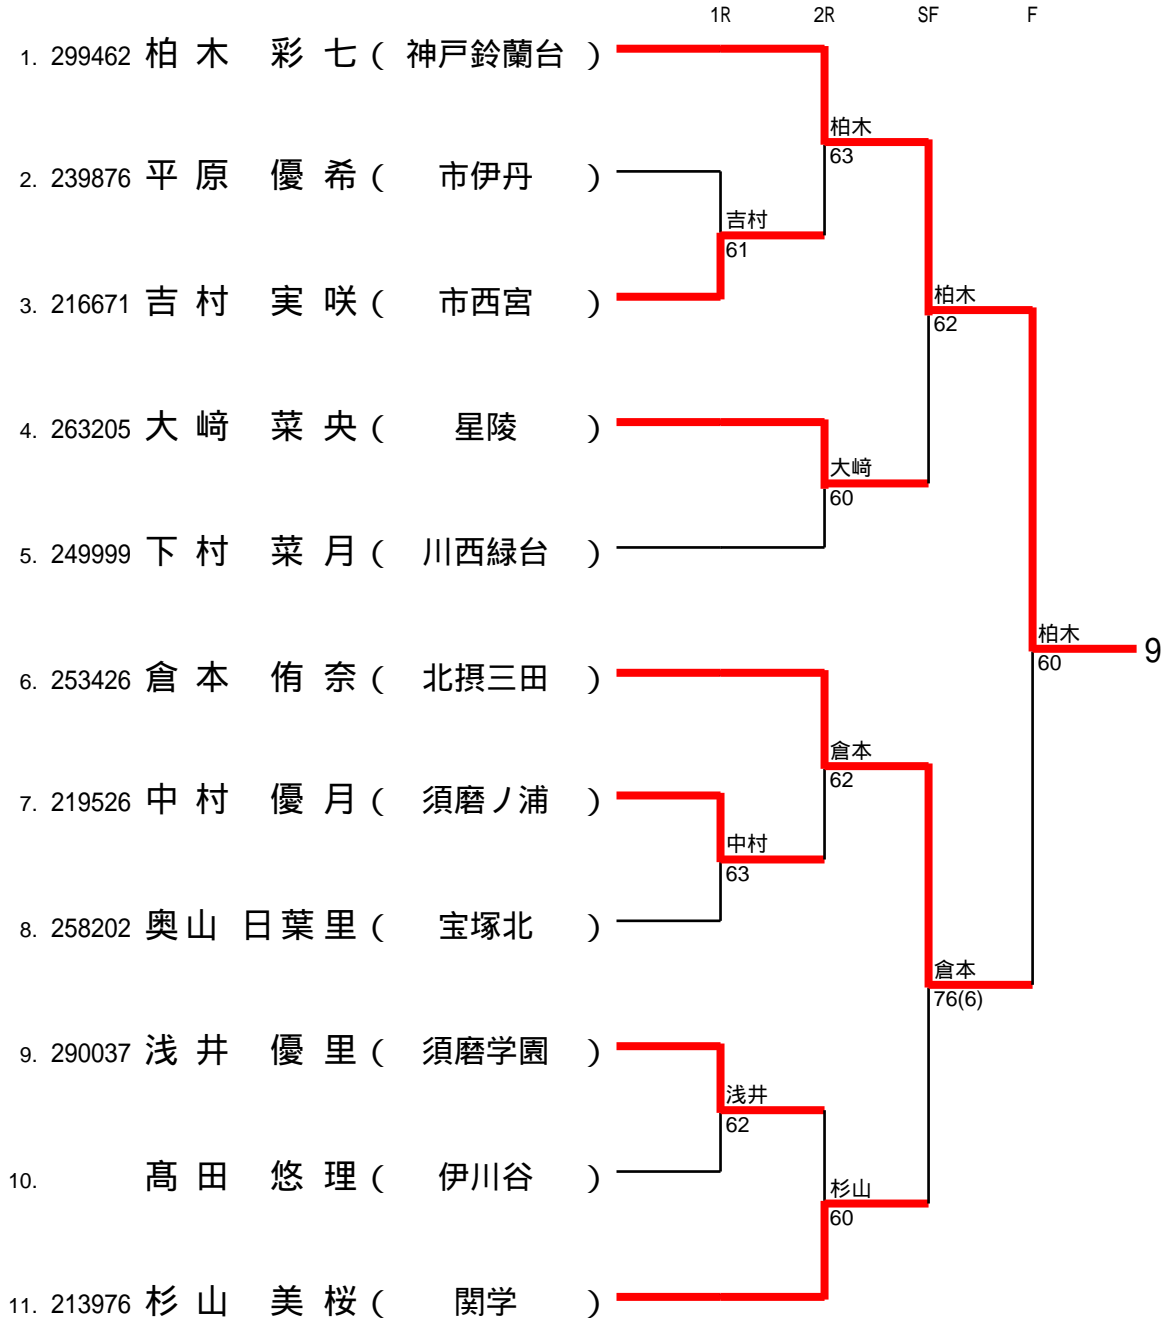 1R 2R SF F
1. 299462 柏木 彩七 ( 神戸鈴蘭台 )
柏木
63
2. 239876 平原 優希 ( 市伊丹 )
吉村
61
3. 216671 吉村 実咲 ( 市西宮 )
柏木
62
4. 263205 大﨑 菜央 ( 星陵 )
大﨑
60
5. 249999 下村 菜月 ( 川西緑台 )
柏木
60
9
6. 253426 倉本 侑奈 ( 北摂三田 )
倉本
62
7. 219526 中村 優月 ( 須磨ノ浦 )
中村
63
8. 258202 奥山 日葉里 ( 宝塚北 )
倉本
76(6)
9. 290037 浅井 優里 ( 須磨学園 )
浅井
62
10. 髙田 悠理 ( 伊川谷 )
杉山
60
11. 213976 杉山 美桜 ( 関学 )